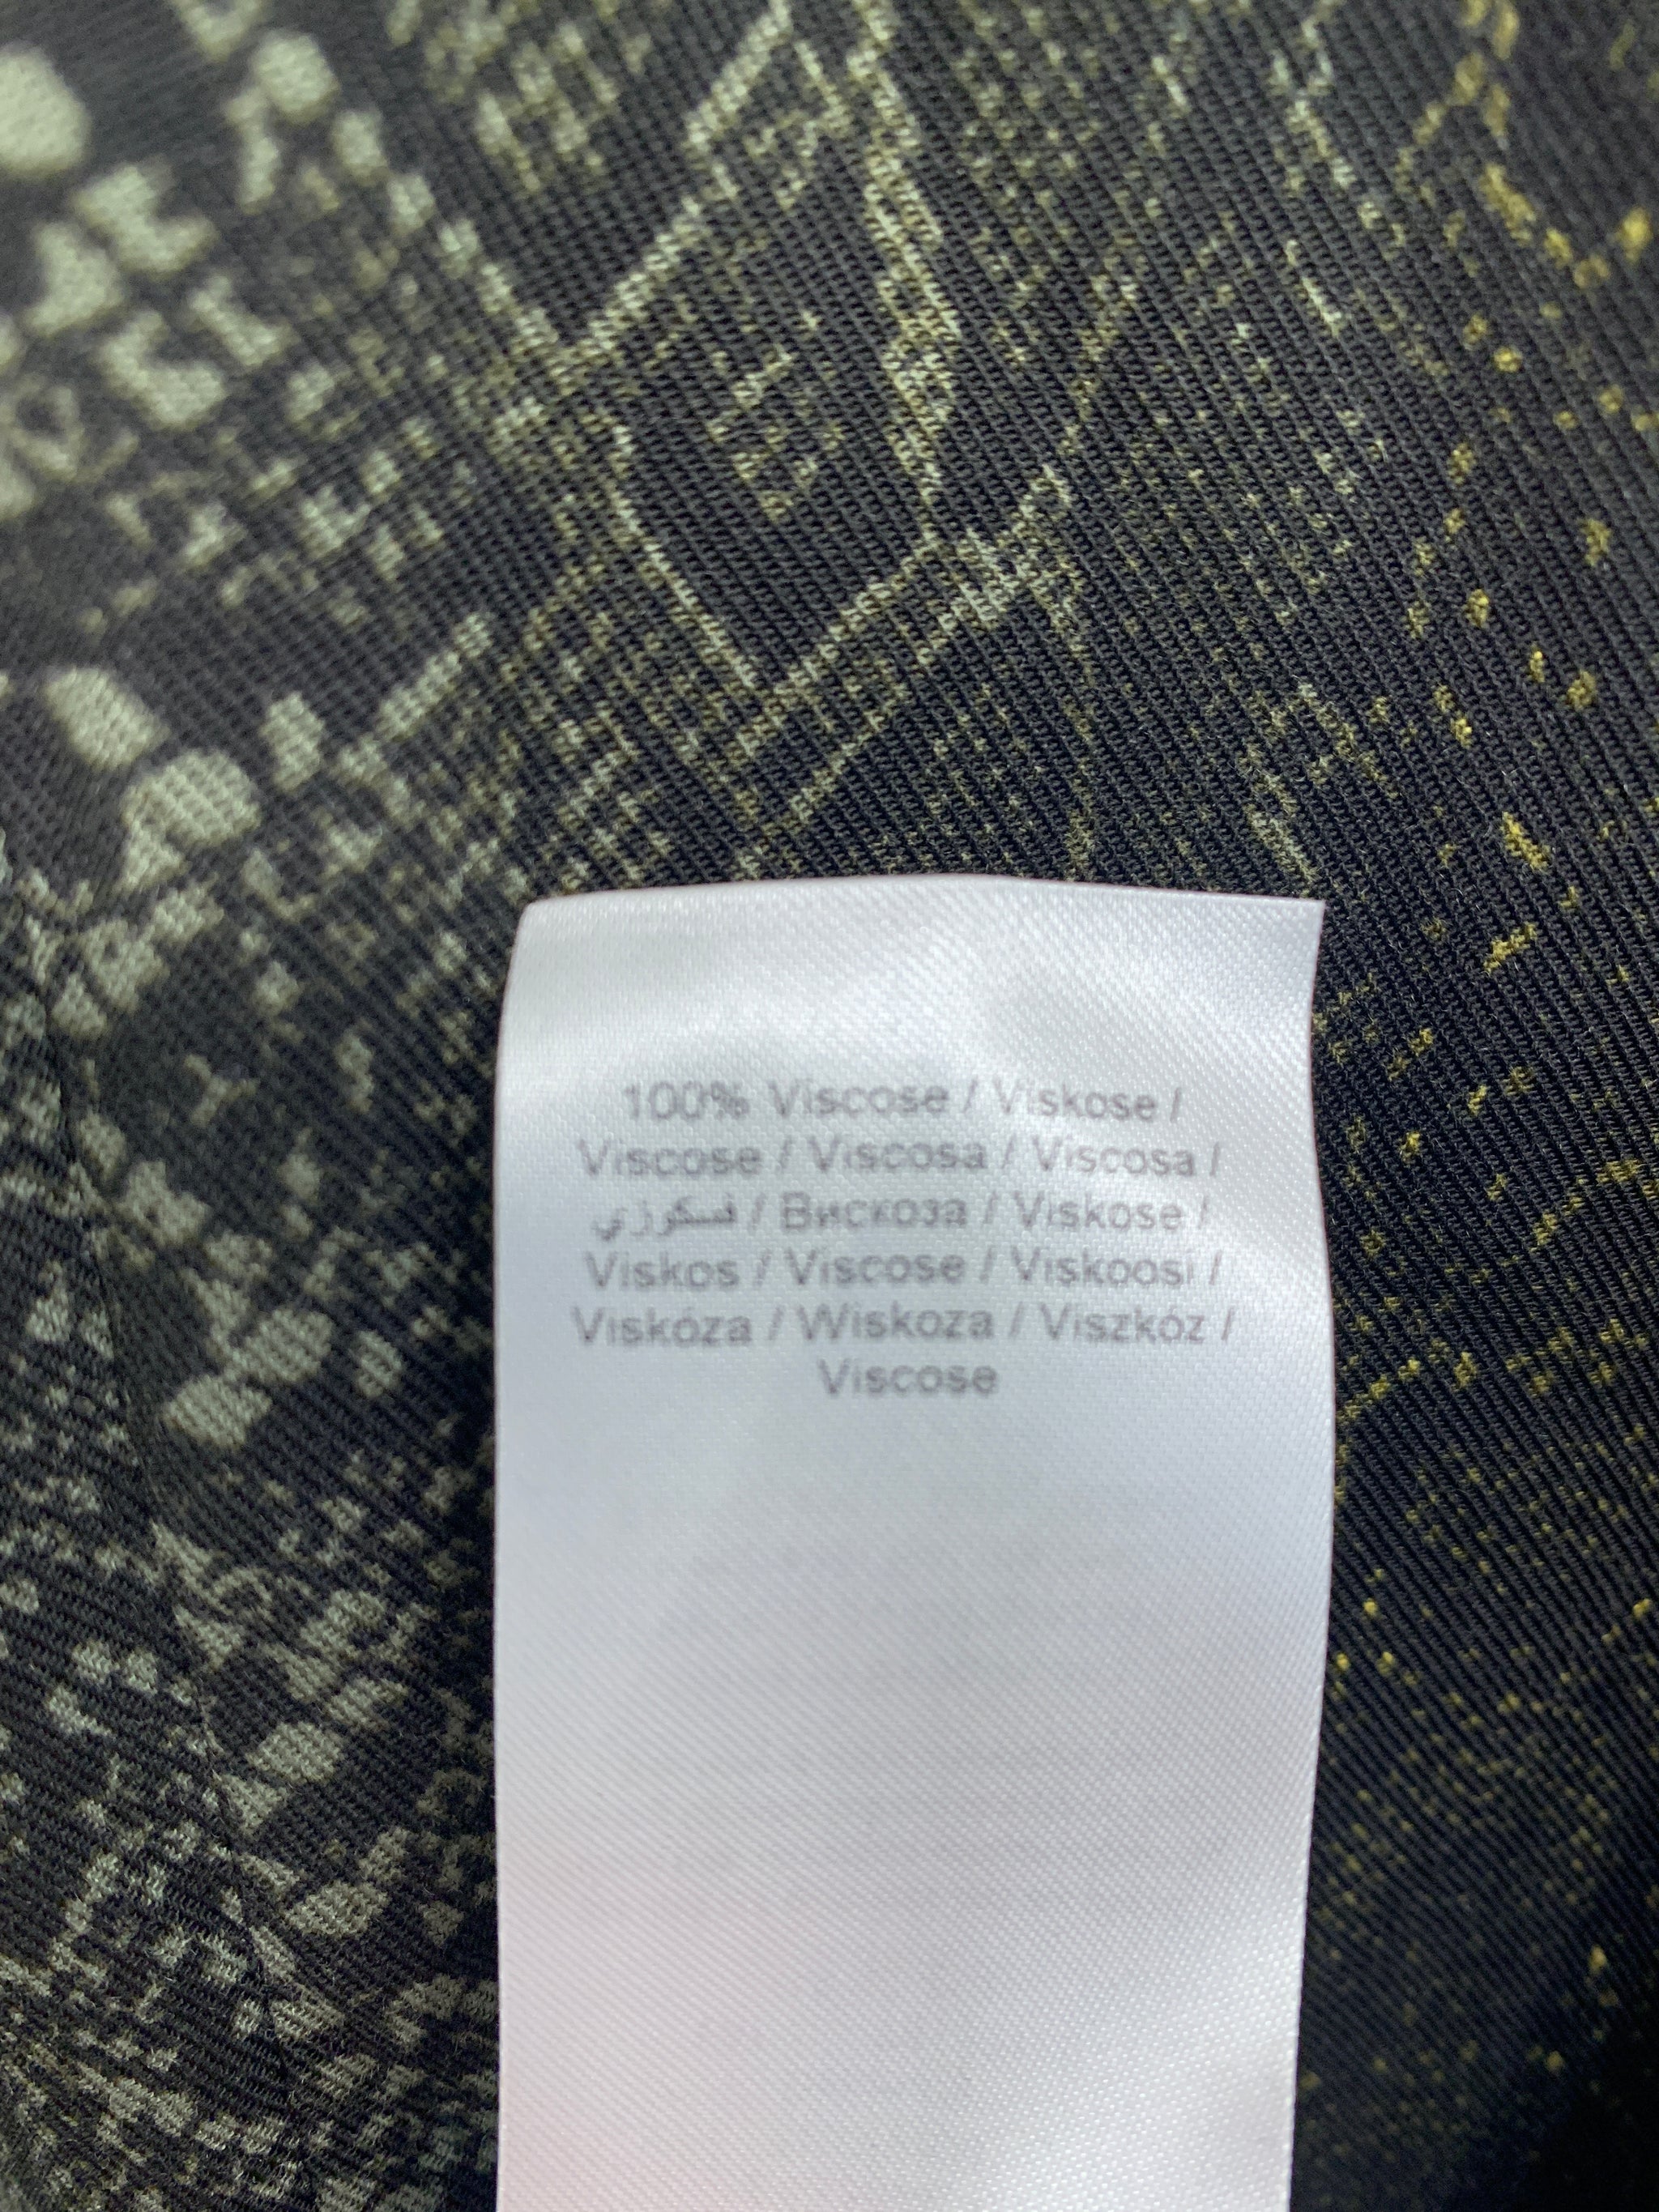 100% Viscose / Viskose /
Viscose / Viscosa / Viscosa /
فسكوزي / Вискоза / Viskose /
Viskos / Viscose / Viskoosi /
Viskóza / Wiskoza / Viszkóz /
Viscose